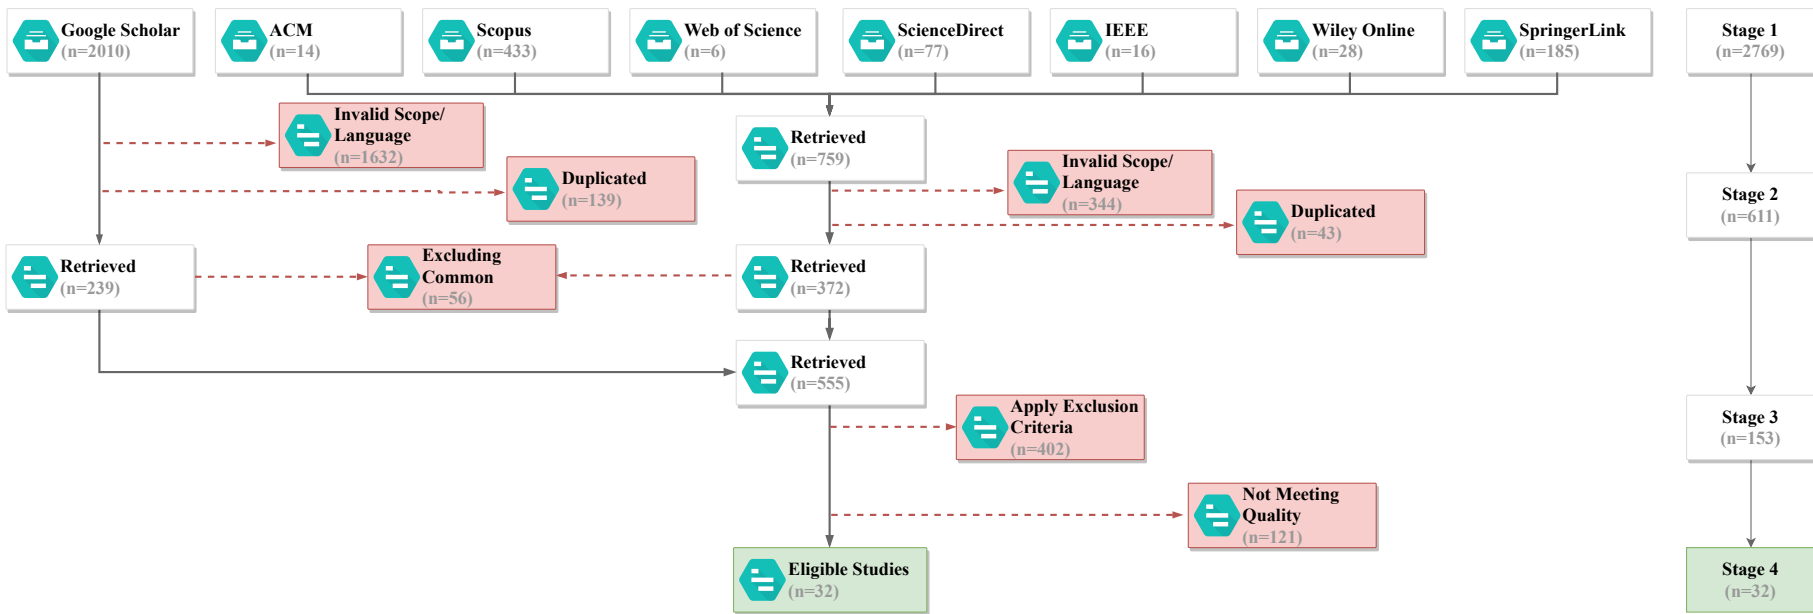 Google Scholar
(n=2010)
ACM
(n=14)
Scopus
(n=433)
Web of Science
(n=6)
ScienceDirect
(n=77)
IEEE
(n=16)
Wiley Online
(n=28)
SpringerLink
(n=185)
Stage 1
(n=2769)
Invalid Scope/
Language
(n=1632)
Retrieved
(n=759)
Duplicated
(n=139)
Invalid Scope/
Language
(n=344)
Duplicated
(n=43)
Stage 2
(n=611)
Retrieved
(n=239)
Excluding
Common
(n=56)
Retrieved
(n=372)
Retrieved
(n=555)
Apply Exclusion
Criteria
(n=402)
Stage 3
(n=153)
Not Meeting
Quality
(n=121)
Eligible Studies
(n=32)
Stage 4
(n=32)